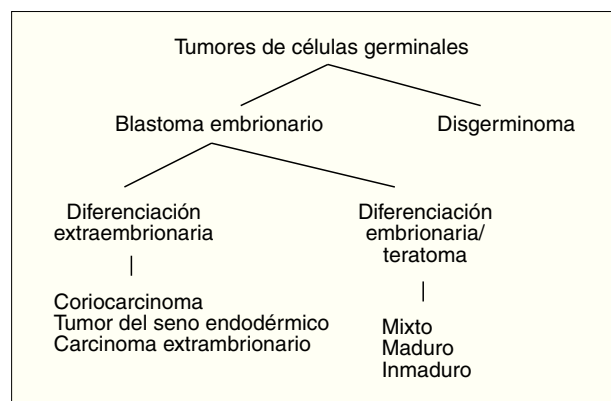 Tumores de células germinales
Blastoma embrionario
Disgerminoma
Diferenciación
extraembrionaria
Coriocarcinoma
Tumor del seno endodérmico
Carcinoma extrambrionario
Diferenciación
embrionaria/
teratoma
Mixto
Maduro
Inmaduro